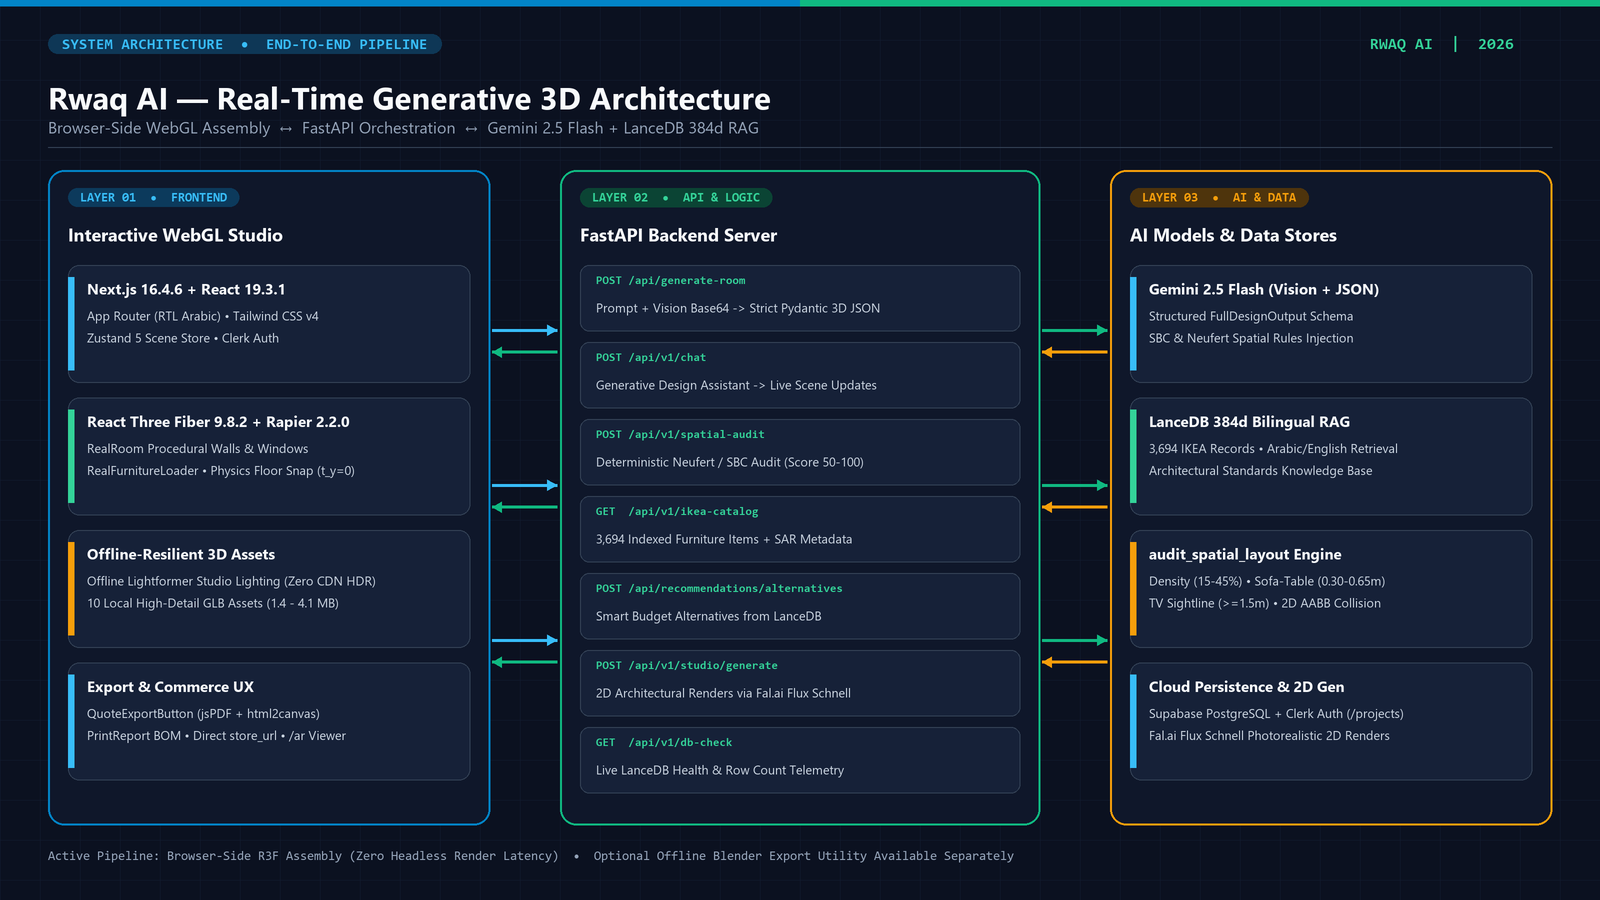 SYSTEM ARCHITECTURE • END-TO-END PIPELINE
RWAQ AI | 2026
Rwaq AI — Real-Time Generative 3D Architecture
Browser-Side WebGL Assembly ↔ FastAPI Orchestration ↔ Gemini 2.5 Flash + LanceDB 384d RAG
LAYER 01 • FRONTEND
Interactive WebGL Studio
Next.js 16.4.6 + React 19.3.1
App Router (RTL Arabic) • Tailwind CSS v4
Zustand 5 Scene Store • Clerk Auth
React Three Fiber 9.8.2 + Rapier 2.2.0
RealRoom Procedural Walls & Windows
RealFurnitureLoader • Physics Floor Snap (t_y=0)
Offline-Resilient 3D Assets
Offline Lightformer Studio Lighting (Zero CDN HDR)
10 Local High-Detail GLB Assets (1.4 - 4.1 MB)
Export & Commerce UX
QuoteExportButton (jsPDF + html2canvas)
PrintReport BOM • Direct store_url • /ar Viewer
LAYER 02 • API & LOGIC
FastAPI Backend Server
POST /api/generate-room
Prompt + Vision Base64 -> Strict Pydantic 3D JSON
POST /api/v1/chat
Generative Design Assistant -> Live Scene Updates
POST /api/v1/spatial-audit
Deterministic Neufert / SBC Audit (Score 50-100)
GET /api/v1/ikea-catalog
3,694 Indexed Furniture Items + SAR Metadata
POST /api/recommendations/alternatives
Smart Budget Alternatives from LanceDB
POST /api/v1/studio/generate
2D Architectural Renders via Fal.ai Flux Schnell
GET /api/v1/db-check
Live LanceDB Health & Row Count Telemetry
LAYER 03 • AI & DATA
AI Models & Data Stores
Gemini 2.5 Flash (Vision + JSON)
Structured FullDesignOutput Schema
SBC & Neufert Spatial Rules Injection
LanceDB 384d Bilingual RAG
3,694 IKEA Records • Arabic/English Retrieval
Architectural Standards Knowledge Base
audit_spatial_layout Engine
Density (15-45%) • Sofa-Table (0.30-0.65m)
TV Sightline (>=1.5m) • 2D AABB Collision
Cloud Persistence & 2D Gen
Supabase PostgreSQL + Clerk Auth (/projects)
Fal.ai Flux Schnell Photorealistic 2D Renders
Active Pipeline: Browser-Side R3F Assembly (Zero Headless Render Latency) • Optional Offline Blender Export Utility Available Separately